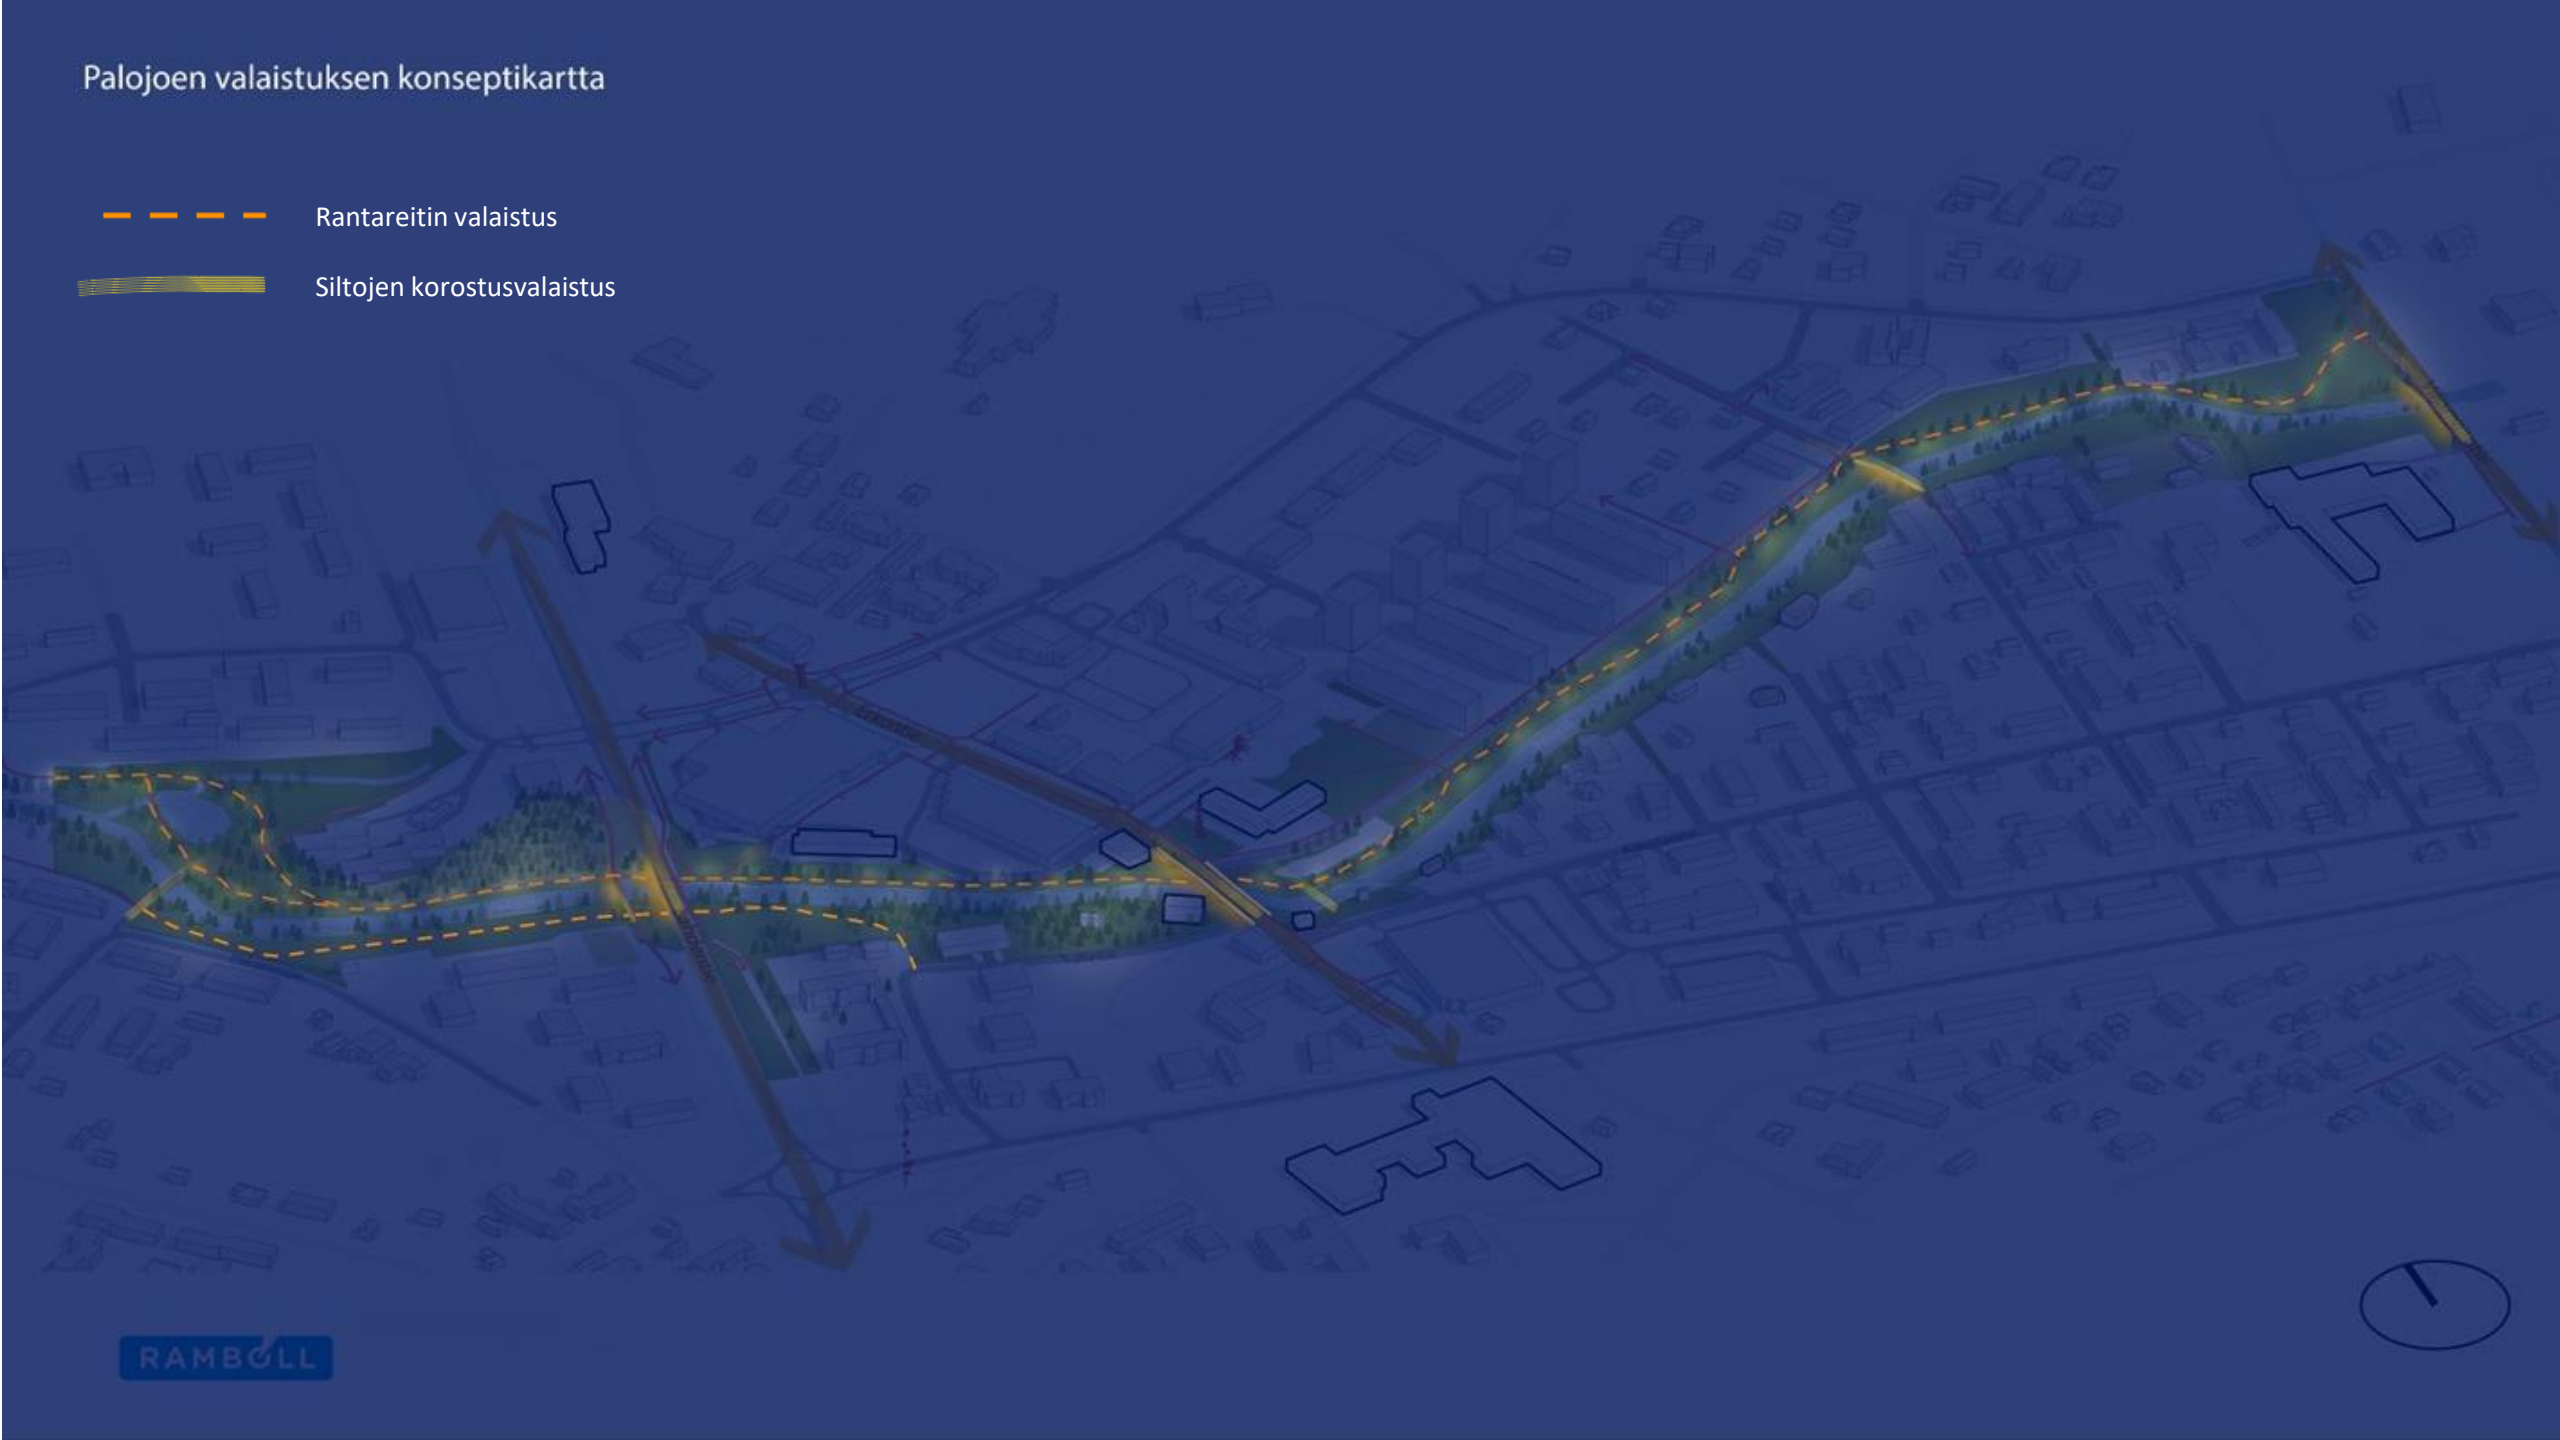 Palojoen valaistuksen konseptikartta
Rantareitin valaistus
Siltojen korostusvalaistus
RAMBOLL